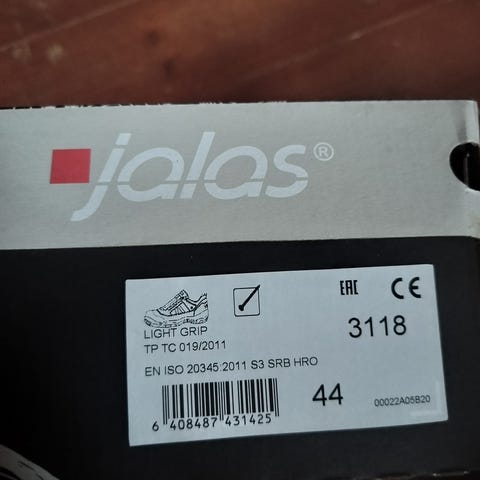 jalas®
EAC CE
LIGHT GRIP 3118
TP TC 019/2011
EN ISO 20345:2011 S3 SRB HRO
44 00022A05B20
6 408487 431425